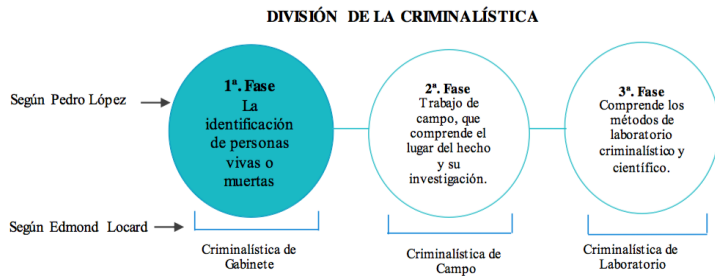 DIVISIÓN DE LA CRIMINALÍSTICA
Según Pedro López
1ª. Fase
La
identificación
de personas
vivas o
muertas
2ª. Fase
Trabajo de
campo, que
comprende el
lugar del hecho
y su
investigación.
3ª. Fase
Comprende los
métodos de
laboratorio
criminalístico y
científico.
Según Edmond Locard
Criminalística de
Gabinete
Criminalística de
Campo
Criminalística de
Laboratorio